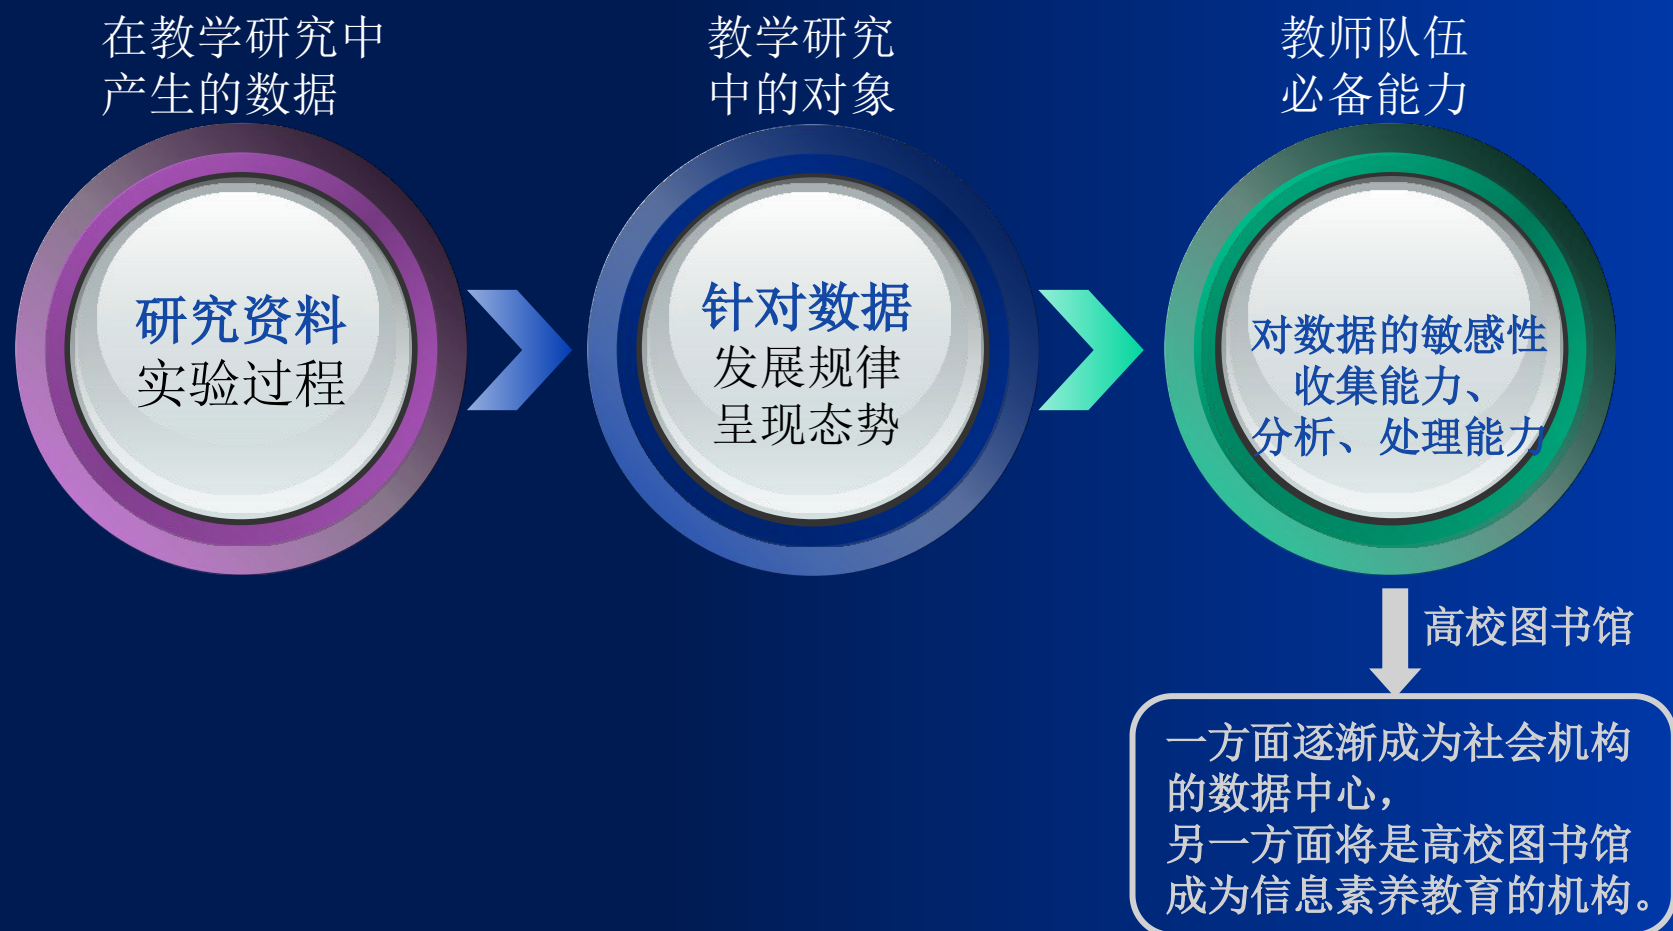 在教学研究中
产生的数据
教学研究
中的对象
教师队伍
必备能力
研究资料
实验过程
针对数据
发展规律
呈现态势
对数据的敏感性
收集能力、
分析、处理能力
高校图书馆
一方面逐渐成为社会机构
的数据中心，
另一方面将是高校图书馆
成为信息素养教育的机构。